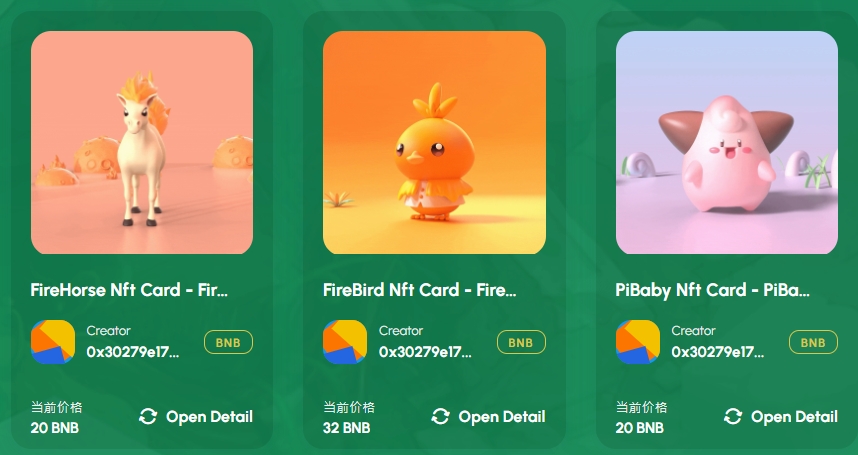 FireHorse Nft Card - Fir...
Creator
0x30279e17...
BNB
当前价格
20 BNB
Open Detail
FireBird Nft Card - Fire...
Creator
0x30279e17...
BNB
当前价格
32 BNB
Open Detail
PiBaby Nft Card - PiBa...
Creator
0x30279e17...
BNB
当前价格
20 BNB
Open Detail